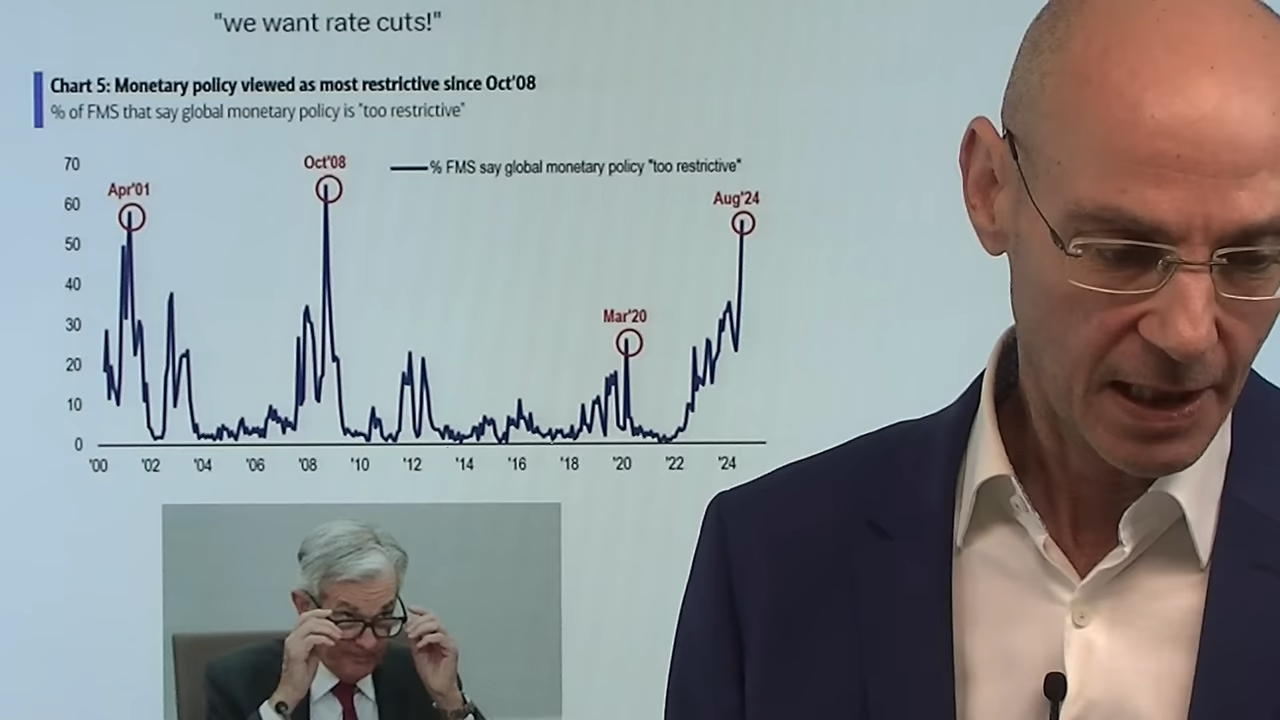 "we want rate cuts!"
Chart 5: Monetary policy viewed as most restrictive since Oct'08
% of FMS that say global monetary policy is "too restrictive"
70
60
50
40
30
20
10
0
% FMS say global monetary policy "too restrictive"
Apr'01
Oct'08
Mar'20
Aug'24
'00 '02 '04 '06 '08 '10 '12 '14 '16 '18 '20 '22 '24